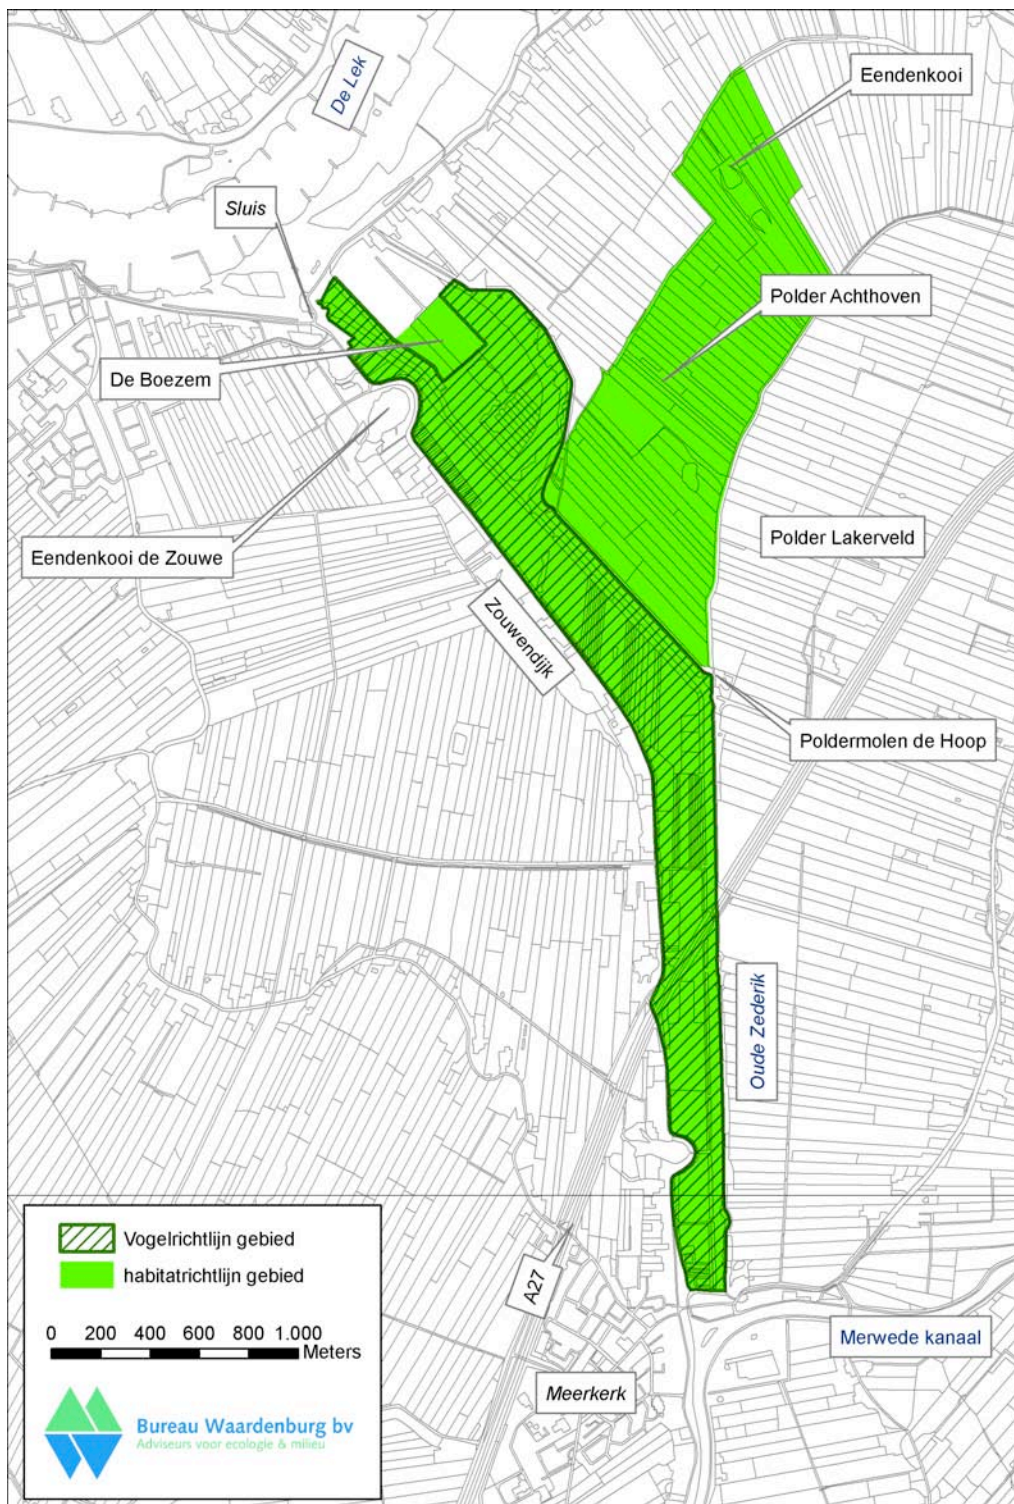 De Lek
Eendenkooi
Sluis
Polder Achthoven
De Boezem
Polder Lakerveld
Eendenkooi de Zouwe
Zouwendijk
Poldermolen de Hoop
Oude Zederik
A27
Merwede kanaal
Meerkerk
Vogelrichtlijn gebied
habitatrichtlijn gebied
0 200 400 600 800 1.000
Meters
Bureau Waardenburg bv
Adviseurs voor ecologie & milieu